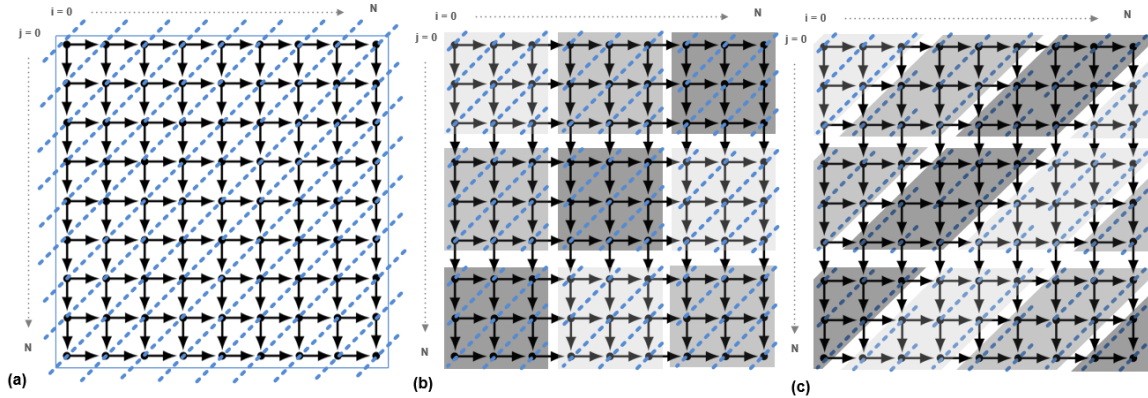 i = 0 N
j = 0
N
(a)
i = 0 N
j = 0
N
(b)
i = 0 N
j = 0
N
(c)